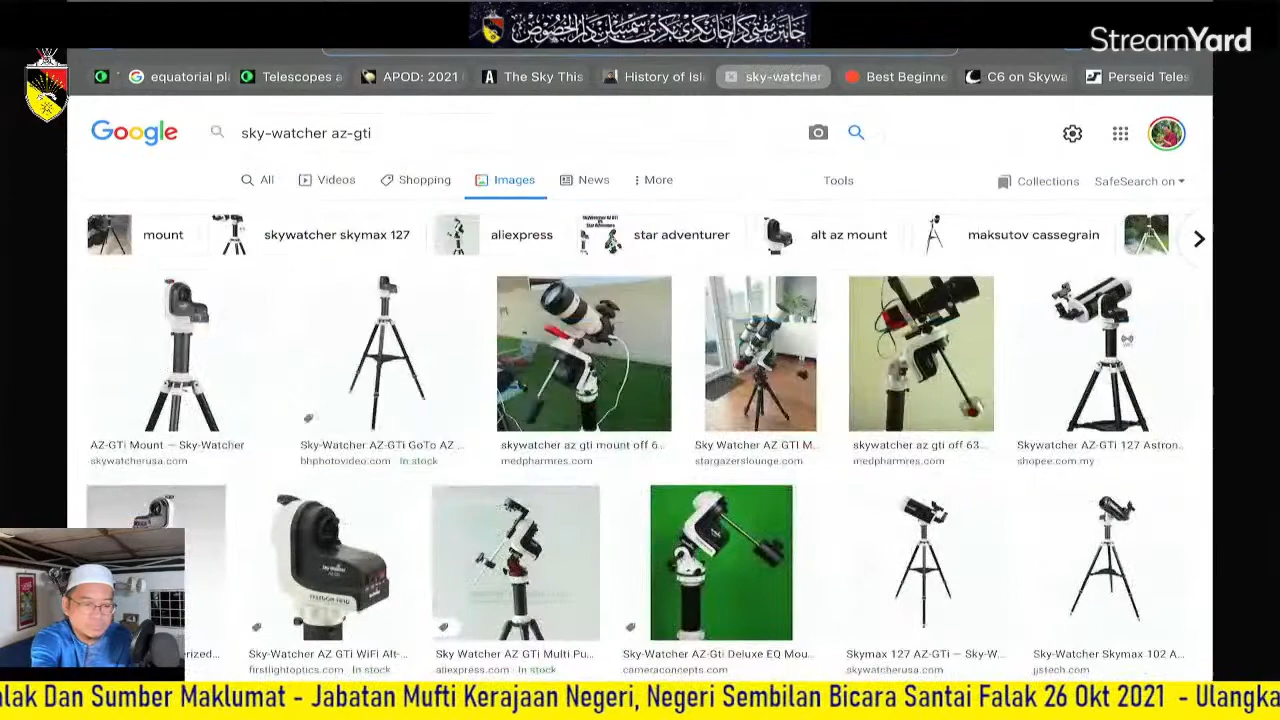 جابتن مفتي كراجاءن نݢري نݢري سمبيلن دارالخصوص
StreamYard
equatorial pl
Telescopes a
APOD: 2021
The Sky This
History of Isl
sky-watcher
Best Beginne
C6 on Skywa
Perseid Teles
Google
sky-watcher az-gti
All
Videos
Shopping
Images
News
More
Tools
Collections
SafeSearch on
mount
skywatcher skymax 127
aliexpress
star adventurer
alt az mount
maksutov cassegrain
AZ-GTi Mount — Sky-Watcher
skywatcherusa.com
Sky-Watcher AZ-GTi GoTo AZ ...
bhphotovideo.com · In stock
skywatcher az gti mount off 6...
medpharmres.com
Sky Watcher AZ GTI M...
stargazerslounge.com
skywatcher az gti off 63...
medpharmres.com
Skywatcher AZ-GTi 127 Astron..
shopee.com.my
erized...
Sky-Watcher AZ GTi WiFi Alt-...
firstlightoptics.com · In stock
Sky Watcher AZ GTi Multi Pu...
aliexpress.com · In stock
Sky-Watcher AZ-Gti Deluxe EQ Mou...
cameraconcepts.com
Skymax 127 AZ-GTi — Sky-W...
skywatcherusa.com
Sky-Watcher Skymax 102 A...
jjstech.com
alak Dan Sumber Maklumat - Jabatan Mufti Kerajaan Negeri, Negeri Sembilan Bicara Santai Falak 26 Okt 2021 - Ulangka